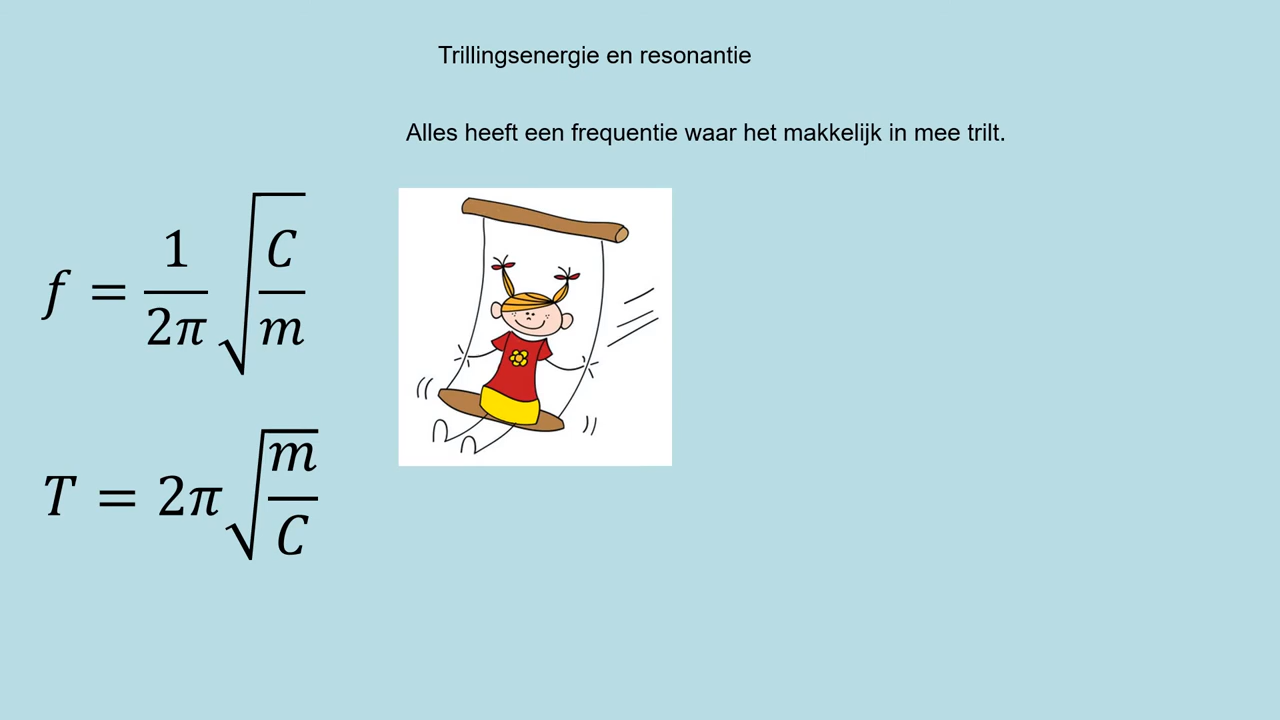 Trillingsenergie en resonantie
Alles heeft een frequentie waar het makkelijk in mee trilt.
f = 1/2π √(C/m)
T = 2π √(m/C)